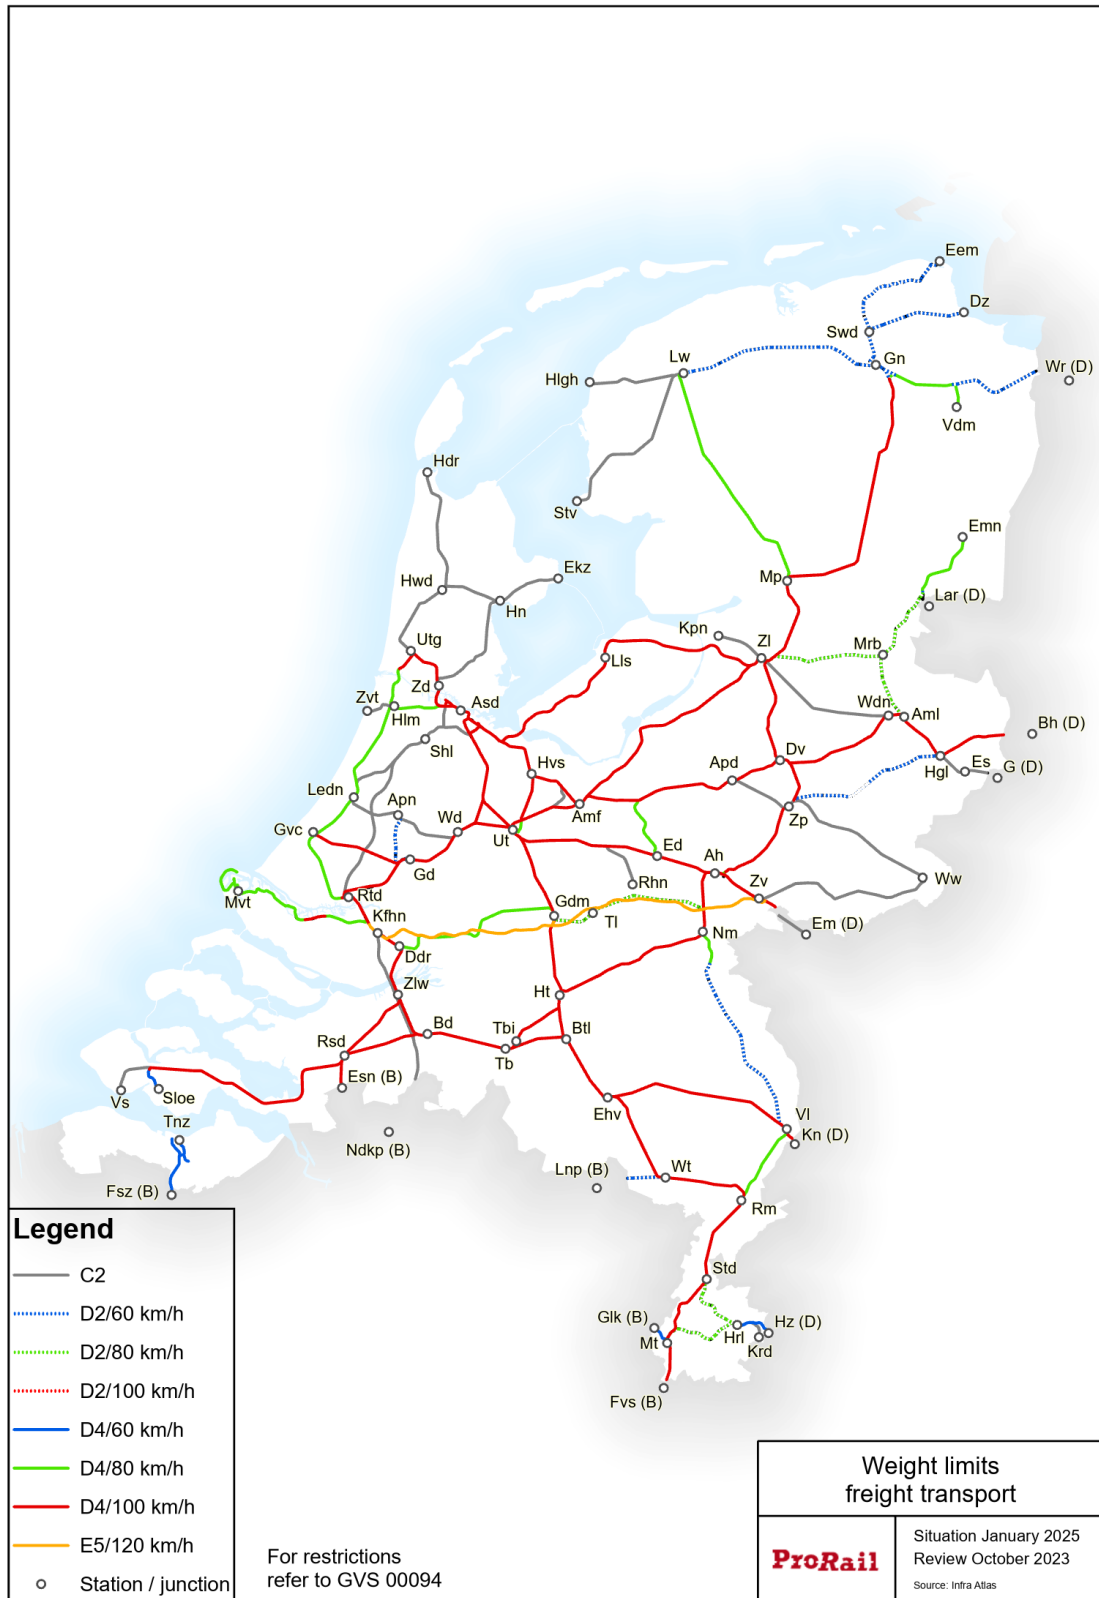 Eem
Dz
Swd
Gn
Lw
Wr (D)
Hlgh
Vdm
Hdr
Stv
Emn
Ekz
Mp
Hwd
Lar (D)
Hn
Kpn
Utg
Zl
Mrb
Lls
Zd
Zvt
Asd
Wdn
Aml
Hlm
Bh (D)
Shl
Dv
Hvs
Apd
Hgl
Es
G (D)
Ledn
Apn
Amf
Zp
Gvc
Wd
Ut
Ed
Ah
Gd
Ww
Mvt
Rtd
Rhn
Zv
Gdm
Kfhn
Tl
Em (D)
Ddr
Nm
Zlw
Ht
Bd
Tbi
Btl
Rsd
Tb
Esn (B)
Vs
Sloe
Ehv
Tnz
Vl
Kn (D)
Ndkp (B)
Lnp (B)
Wt
Fsz (B)
Rm
Std
Glk (B)
Hz (D)
Mt
Hrl
Krd
Fvs (B)
Legend
C2
D2/60 km/h
D2/80 km/h
D2/100 km/h
D4/60 km/h
D4/80 km/h
D4/100 km/h
E5/120 km/h
Station / junction
For restrictions
refer to GVS 00094
Weight limits
freight transport
ProRail
Situation January 2025
Review October 2023
Source: Infra Atlas